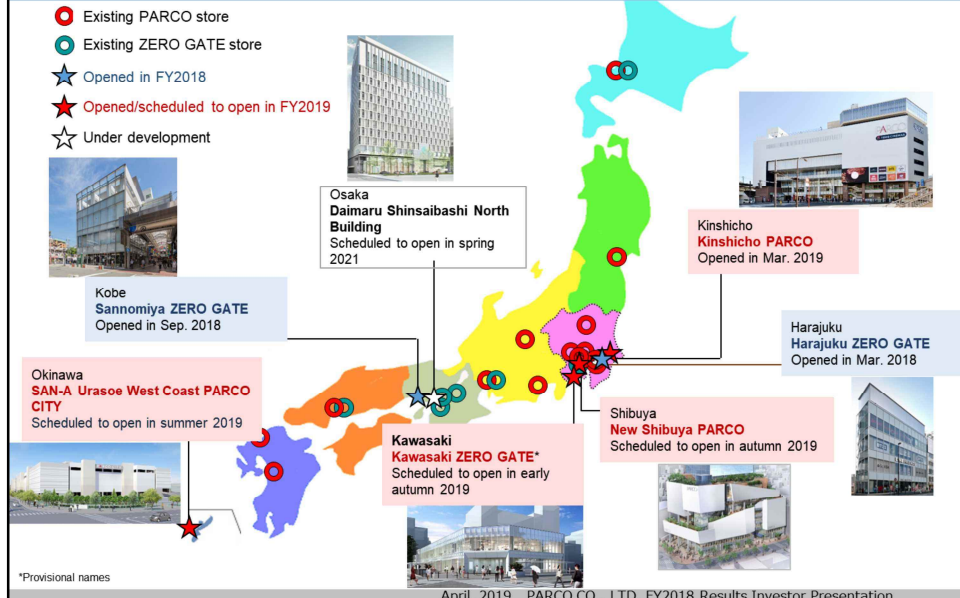 Existing PARCO store
Existing ZERO GATE store
Opened in FY2018
Opened/scheduled to open in FY2019
Under development
Osaka
Daimaru Shinsaibashi North
Building
Scheduled to open in spring
2021
Kinshicho
Kinshicho PARCO
Opened in Mar. 2019
Kobe
Sannomiya ZERO GATE
Opened in Sep. 2018
Harajuku
Harajuku ZERO GATE
Opened in Mar. 2018
Okinawa
SAN-A Urasoe West Coast PARCO
CITY
Scheduled to open in summer 2019
Kawasaki
Kawasaki ZERO GATE*
Scheduled to open in early
autumn 2019
Shibuya
New Shibuya PARCO
Scheduled to open in autumn 2019
PARCO
*Provisional names
April, 2019 PARCO CO., LTD. FY2018 Results Investor Presentation